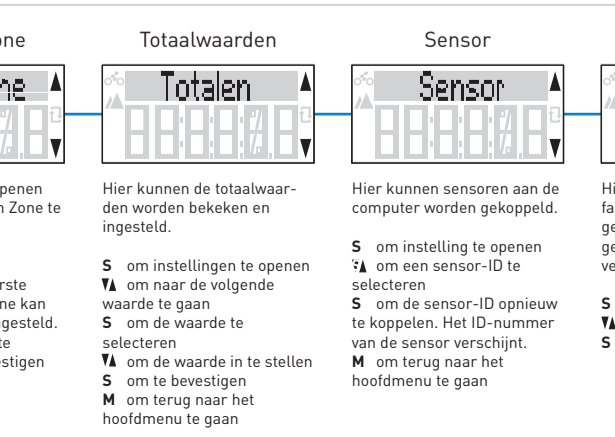 Totaalwaarden
Totalen
Hier kunnen de totaalwaar-
den worden bekeken en
ingesteld.
S om instellingen te openen
▼▲ om naar de volgende
waarde te gaan
S om de waarde te
selecteren
▼▲ om de waarde in te stellen
S om te bevestigen
M om terug naar het
hoofdmenu te gaan
Sensor
Sensor
Hier kunnen sensoren aan de
computer worden gekoppeld.
S om instelling te openen
▼▲ om een sensor-ID te
selecteren
S om de sensor-ID opnieuw
te koppelen. Het ID-nummer
van de sensor verschijnt.
M om terug naar het
hoofdmenu te gaan
S
▼▲
S